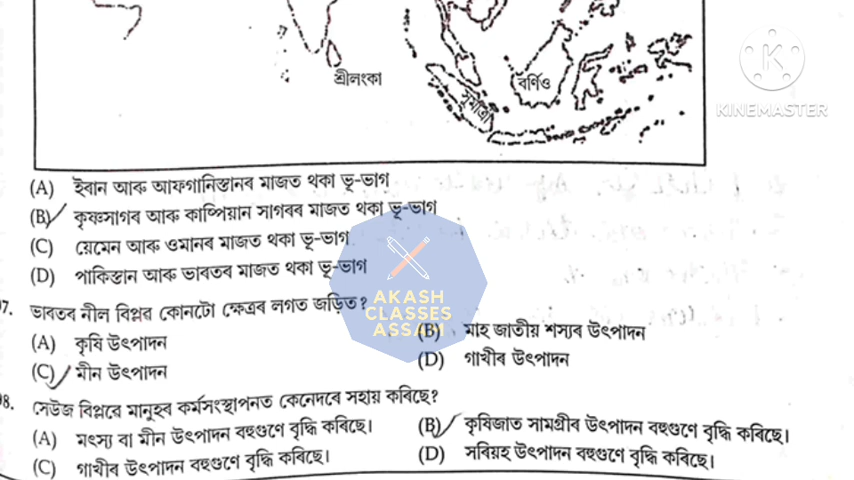 শ্ৰীলংকা
সুমাত্ৰা
বৰ্ণিও
K
KINEMASTER
(A) ইৰান আৰু আফগানিস্তানৰ মাজত থকা ভূ-ভাগ
(B) কৃষ্ণসাগৰ আৰু কাস্পিয়ান সাগৰৰ মাজত থকা ভূ-ভাগ
(C) য়েমেন আৰু ওমানৰ মাজত থকা ভূ-ভাগ
(D) পাকিস্তান আৰু ভাৰতৰ মাজত থকা ভূ-ভাগ
AKASH
CLASSES
ASSAM
7. ভাৰতৰ নীল বিপ্লৱ কোনটো ক্ষেত্ৰৰ লগত জড়িত?
(A) কৃষি উৎপাদন (B) মাহ জাতীয় শস্যৰ উৎপাদন
(C) মীন উৎপাদন (D) গাখীৰ উৎপাদন
98. সেউজ বিপ্লৱে মানুহৰ কৰ্মসংস্থাপনত কেনেদৰে সহায় কৰিছে?
(A) মৎস্য বা মীন উৎপাদন বহুগুণে বৃদ্ধি কৰিছে। (B) কৃষিজাত সামগ্ৰীৰ উৎপাদন বহুগুণে বৃদ্ধি কৰিছে।
(C) গাখীৰ উৎপাদন বহুগুণে বৃদ্ধি কৰিছে। (D) সৰিয়হ উৎপাদন বহুগুণে বৃদ্ধি কৰিছে।